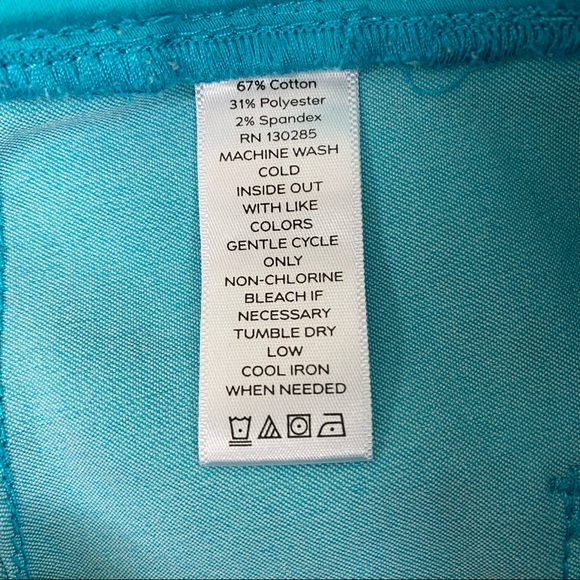 67% Cotton
31% Polyester
2% Spandex
RN 130285
MACHINE WASH
COLD
INSIDE OUT
WITH LIKE
COLORS
GENTLE CYCLE
ONLY
NON-CHLORINE
BLEACH IF
NECESSARY
TUMBLE DRY
LOW
COOL IRON
WHEN NEEDED